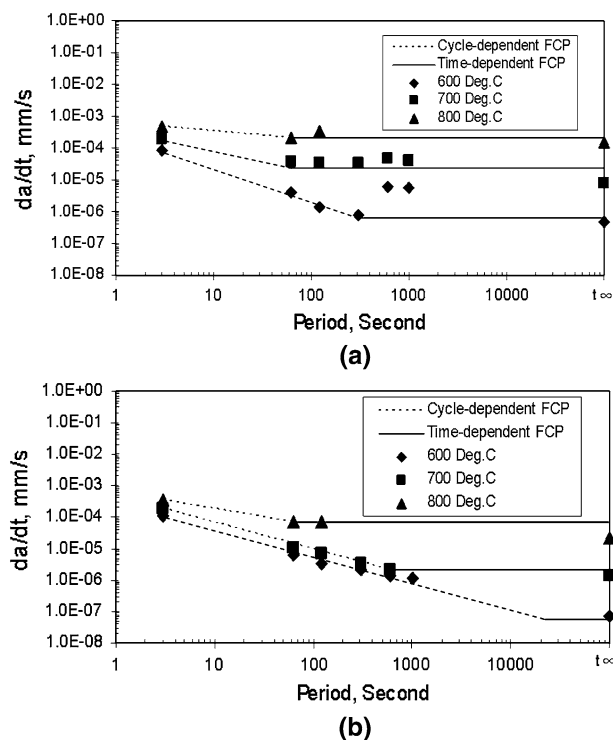 1.0E+00
1.0E-01
1.0E-02
1.0E-03
1.0E-04
1.0E-05
1.0E-06
1.0E-07
1.0E-08
da/dt, mm/s
Cycle-dependent FCP
Time-dependent FCP
600 Deg.C
700 Deg.C
800 Deg.C
1 10 100 1000 10000 t∞
Period, Second
(a)
1.0E+00
1.0E-01
1.0E-02
1.0E-03
1.0E-04
1.0E-05
1.0E-06
1.0E-07
1.0E-08
da/dt, mm/s
Cycle-dependent FCP
Time-dependent FCP
600 Deg.C
700 Deg.C
800 Deg.C
1 10 100 1000 10000 t∞
Period, Second
(b)